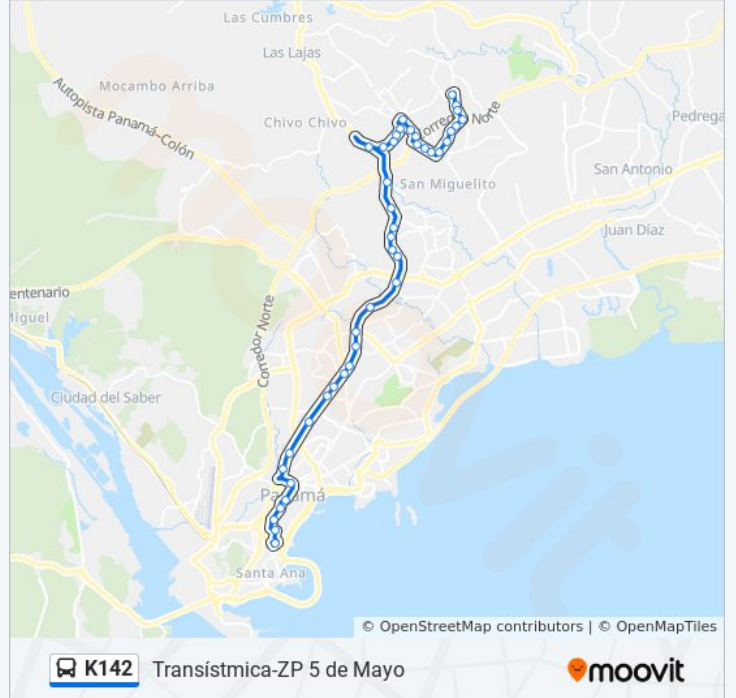 Las Cumbres
Las Lajas
Mocambo Arriba
Autopista Panamá-Colón
Chivo Chivo
Norte
Pedrega
San Miguelito
San Antonio
Juan Díaz
entenario
Miguel
Corredor Norte
Ciudad del Saber
Panamá
Santa Ana
© OpenStreetMap contributors | © OpenMapTiles
K142 Transístmica-ZP 5 de Mayo
moovit